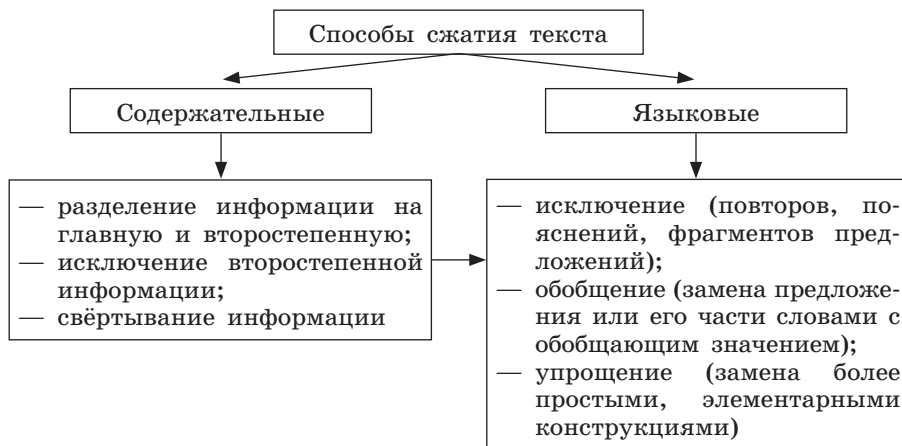 Способы сжатия текста
Содержательные
Языковые
— разделение информации на
главную и второстепенную;
— исключение второстепенной
информации;
— свёртывание информации
— исключение (повторов, по-
яснений, фрагментов пред-
ложений);
— обобщение (замена предложе-
ния или его части словами с
обобщающим значением);
— упрощение (замена более
простыми, элементарными
конструкциями)